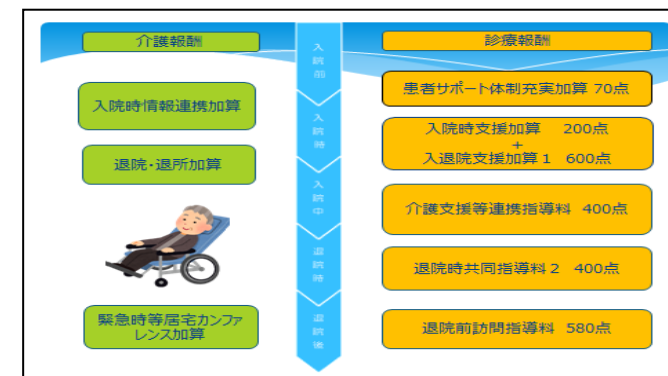 介護報酬
入院時情報連携加算
退院・退所加算
緊急時等居宅カンファ
レンス加算
入院前
入院時
入院中
退院時
退院後
診療報酬
患者サポート体制充実加算 70点
入院時支援加算 200点
+
入退院支援加算1 600点
介護支援等連携指導料 400点
退院時共同指導料2 400点
退院前訪問指導料 580点